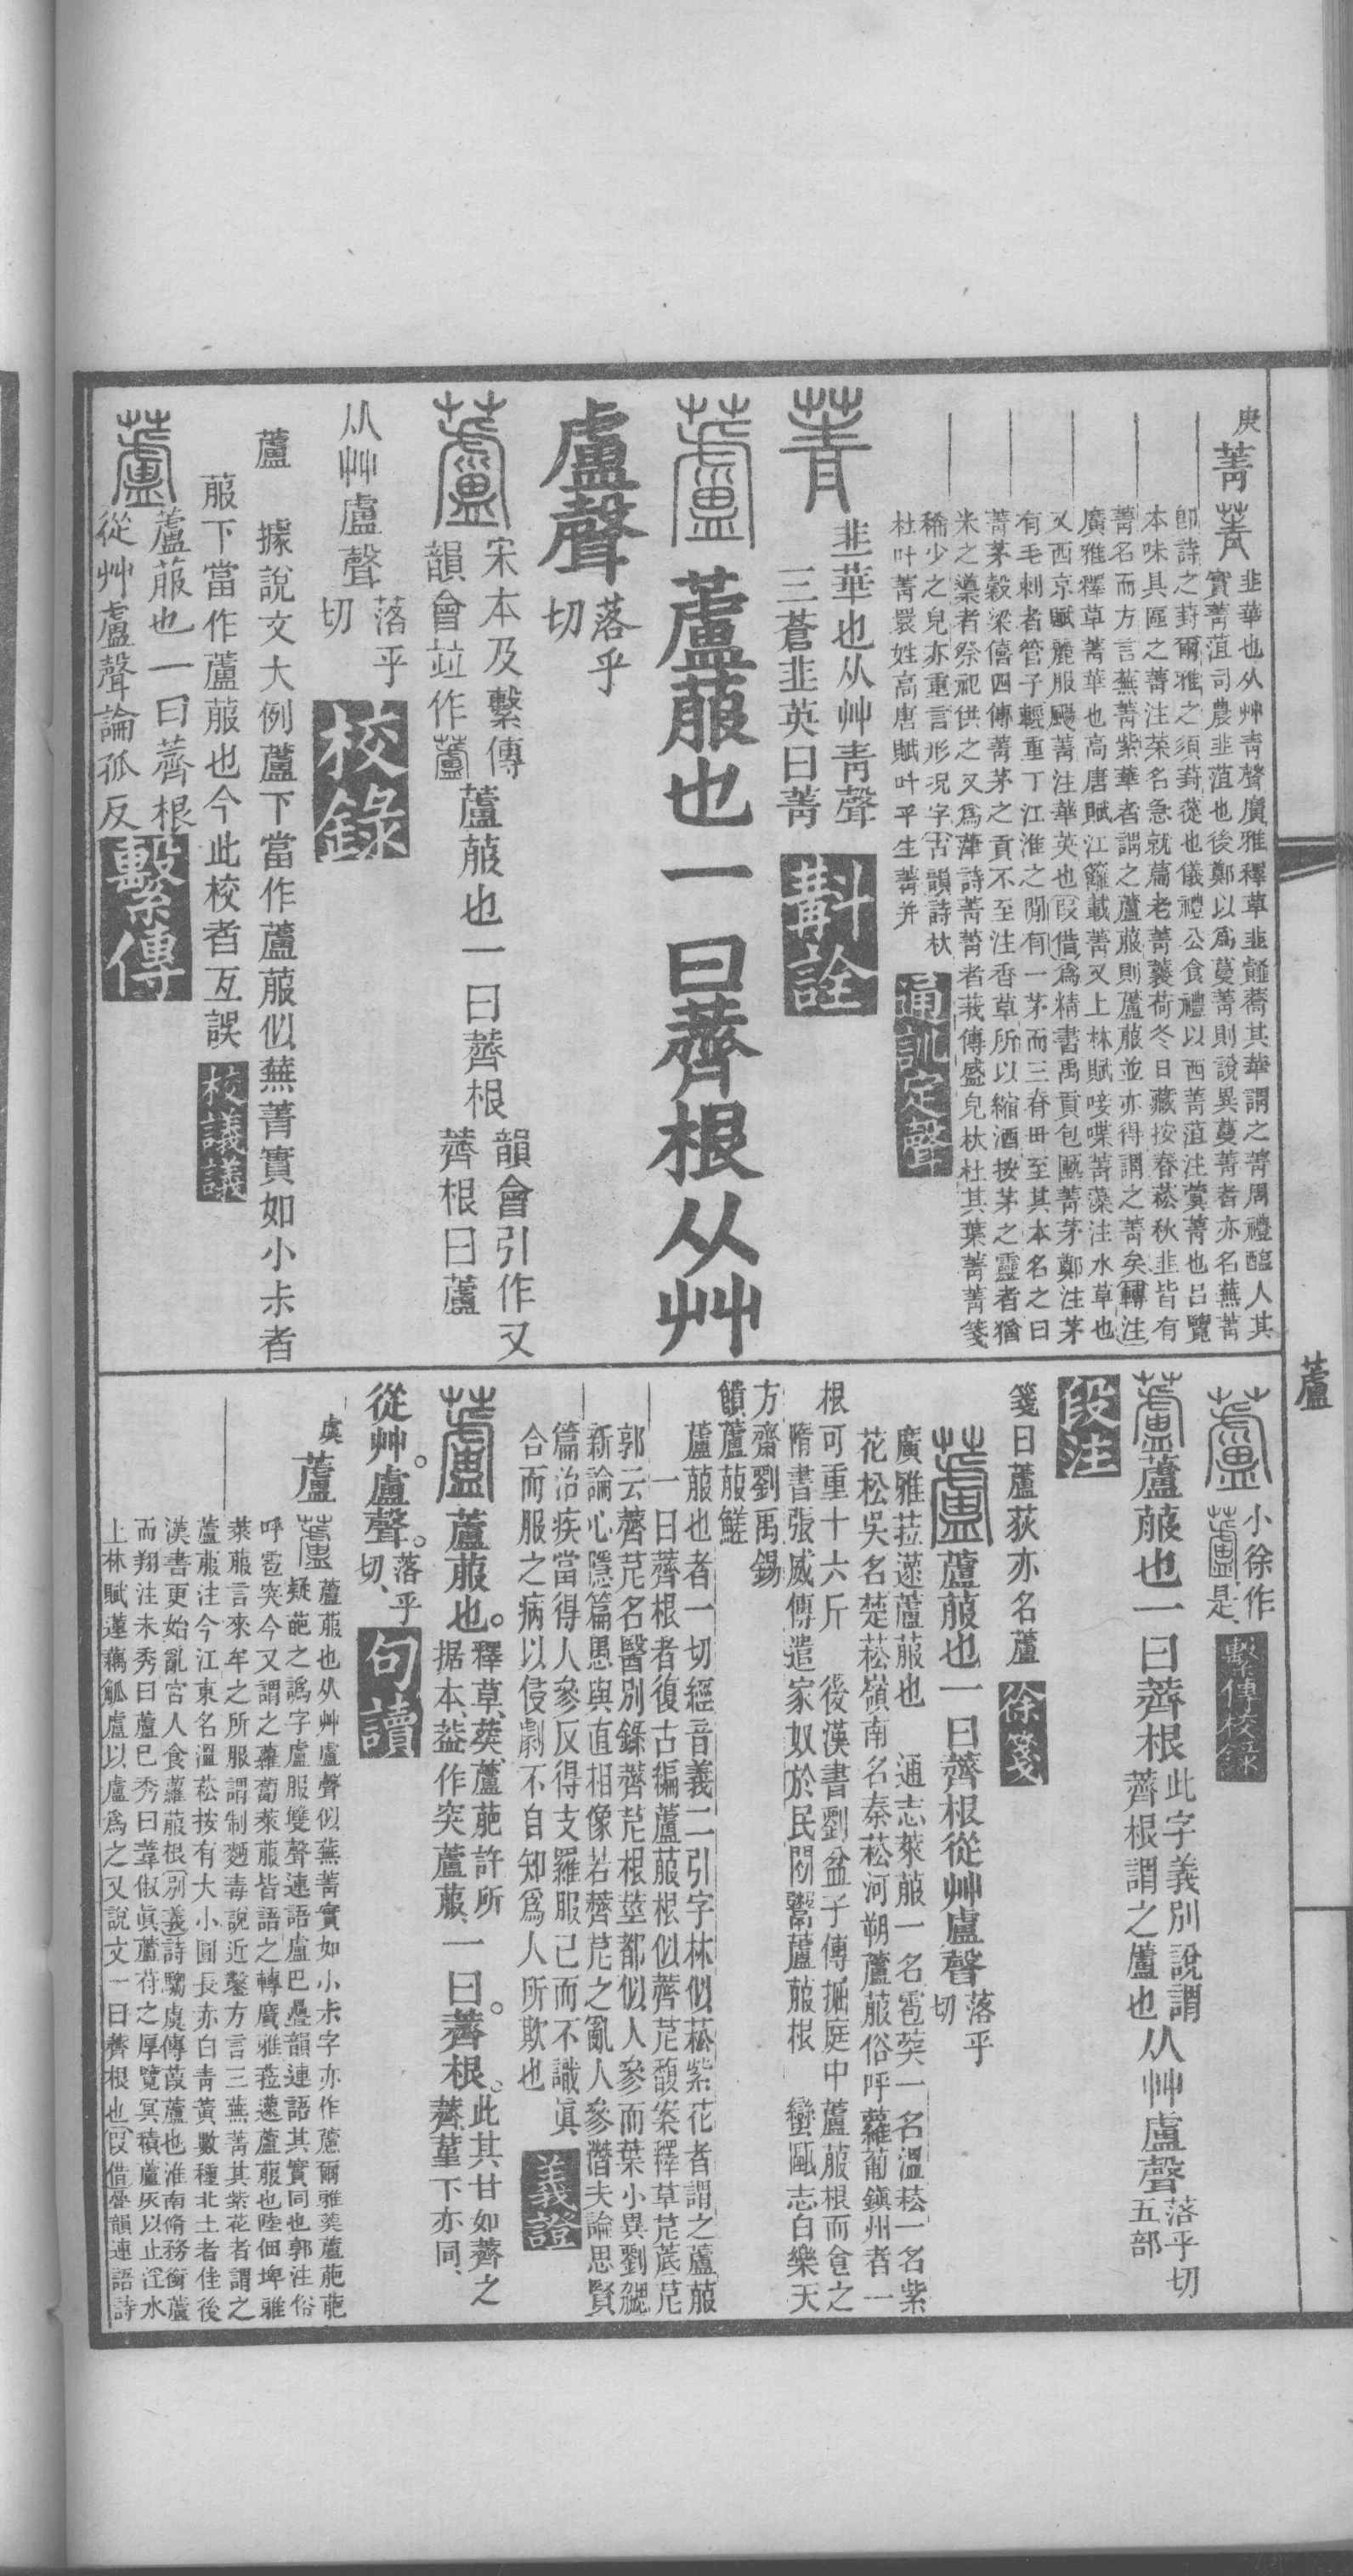 蘆
庚
菁
菁
韭華也从艸青聲廣雅釋草韭䪥蕎其華謂之菁周禮醢人其
實菁菹司農韭菹也後鄭以爲蔓菁則說異蔓菁者亦名蕪菁
卽詩之葑爾雅之須葑蓯也儀禮公食禮以西菁菹注蓂菁也呂覽
本味具區之菁注菜名急就篇老菁蘘荷冬日藏按春菘秋韭皆有
菁名而方言蕪菁紫華者謂之蘆菔則蘆菔並亦得謂之菁矣轉注
廣雅釋草菁華也高唐賦江蘺載菁又上林賦唼喋菁藻注水草也
又西京賦麗服颺菁注華英也叚借爲精書禹貢包匭菁茅鄭注茅
有毛刺者管子輕重丁江淮之閒有一茅而三脊毌至其本名之曰
菁茅穀梁僖四傳菁茅之貢不至注香草所以縮酒按茅之靈者猶
米之䆃者祭祀供之又爲葏詩菁菁者莪傳盛皃杕杜其葉菁菁箋
稀少之皃亦重言形況字古韻詩杕
杜叶菁睘姓高唐賦叶平生菁并
通訓定聲
菁
韭華也从艸青聲
三蒼韭英曰菁
斠詮
蘆
蘆菔也一曰薺根从艸
盧聲
落乎
切
蘆
宋本及繫傳
韻會竝作蘆
蘆菔也一曰薺根
韻會引作又
薺根曰蘆
从艸盧聲
落乎
切
校錄
蘆
據說文大例蘆下當作蘆菔似蕪菁實如小尗者
菔下當作蘆菔也今此校者互誤
校議議
蘆
蘆菔也一曰薺根
從艸盧聲論孤反
繫傳
蘆
小徐作
蘆是
繫傳校錄
蘆
蘆菔也一曰薺根
此字義別說謂
薺根謂之蘆也
从艸盧聲
落乎切
五部
段注
箋曰蘆荻亦名蘆
徐箋
蘆
蘆菔也一曰薺根從艸盧聲
落乎
切
廣雅菈蘧蘆菔也
通志萊菔一名雹葖一名溫菘一名紫
花松吳名楚菘嶺南名秦菘河朔蘆菔俗呼蘿蔔鎭州者一
根可重十六斤
後漢書劉盆子傳掘庭中蘆菔根而食之
隋書張威傳遣家奴於民閒鬻蘆菔根
蠻甌志白樂天
方齋劉禹錫
饋蘆菔鮓
蘆菔也者一切經音義二引字林似菘紫花者謂之蘆菔
一曰薺根者復古編蘆菔根似薺苨馥案釋草苨菧苨
郭云薺苨名醫別錄薺苨根莖都似人參而葉小異劉勰
新論心隱篇愚與直相像若薺苨之亂人參潛夫論思賢
篇治疾當得人參反得支羅服己而不識眞
合而服之病以侵劇不自知爲人所欺也
義證
蘆
蘆菔也。
釋草葖蘆萉許所
据本葢作突蘆菔、
一曰。薺根。
此其甘如薺之
薺菫下亦同、
從艸。盧聲。
落乎
切、
句讀
虞
蘆
蘆
蘆菔也从艸盧聲似蕪菁實如小尗字亦作蘆爾雅葖蘆萉萉
疑葩之譌字盧服雙聲連語盧巴疊韻連語其實同也郭注俗
呼雹突今又謂之蘿蔔萊菔皆語之轉廣雅菈蘧蘆菔也陸佃埤雅
萊菔言來牟之所服謂制麪毒說近鑿方言三蕪菁其紫花者謂之
蘆菔注今江東名溫菘按有大小圓長赤白靑黃數種北土者佳後
漢書更始亂宫人食蘿菔根別義詩騶虞傳葭蘆也淮南脩務銜蘆
而翔注未秀曰蘆已秀曰葦俶眞蘆苻之厚覽冥積蘆灰以止淫水
上林賦蓮藕觚盧以盧爲之又說文一曰薺根也叚借疊韻連語詩